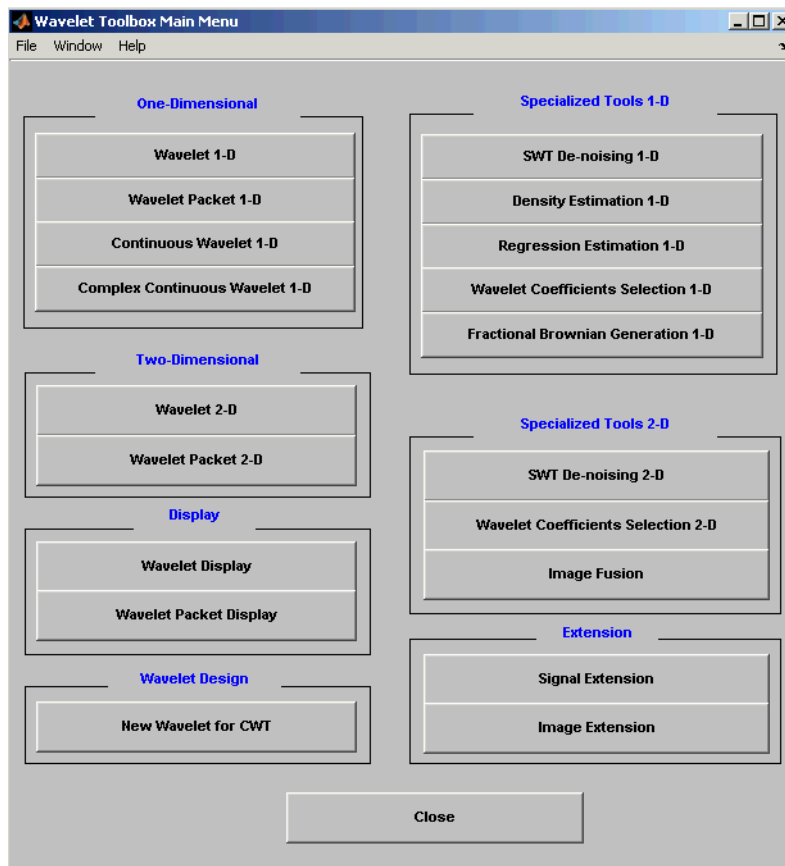 Wavelet Toolbox Main Menu
File Window Help
One-Dimensional
Wavelet 1-D
Wavelet Packet 1-D
Continuous Wavelet 1-D
Complex Continuous Wavelet 1-D
Two-Dimensional
Wavelet 2-D
Wavelet Packet 2-D
Display
Wavelet Display
Wavelet Packet Display
Wavelet Design
New Wavelet for CWT
Specialized Tools 1-D
SWT De-noising 1-D
Density Estimation 1-D
Regression Estimation 1-D
Wavelet Coefficients Selection 1-D
Fractional Brownian Generation 1-D
Specialized Tools 2-D
SWT De-noising 2-D
Wavelet Coefficients Selection 2-D
Image Fusion
Extension
Signal Extension
Image Extension
Close